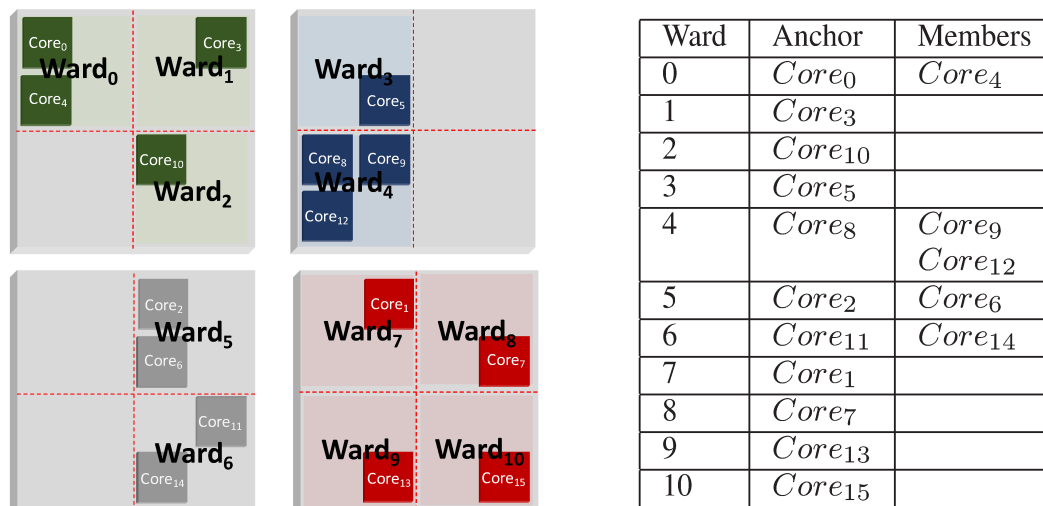 Core0
Core3
Ward0
Ward1
Core4
Core10
Ward2
Ward3
Core5
Core8
Core9
Ward4
Core12
Core2
Ward5
Core6
Core11
Ward6
Core14
Core1
Ward7
Ward8
Core7
Ward9
Ward10
Core13
Core15
Ward Anchor Members
0 Core0 Core4
1 Core3
2 Core10
3 Core5
4 Core8 Core9
Core12
5 Core2 Core6
6 Core11 Core14
7 Core1
8 Core7
9 Core13
10 Core15